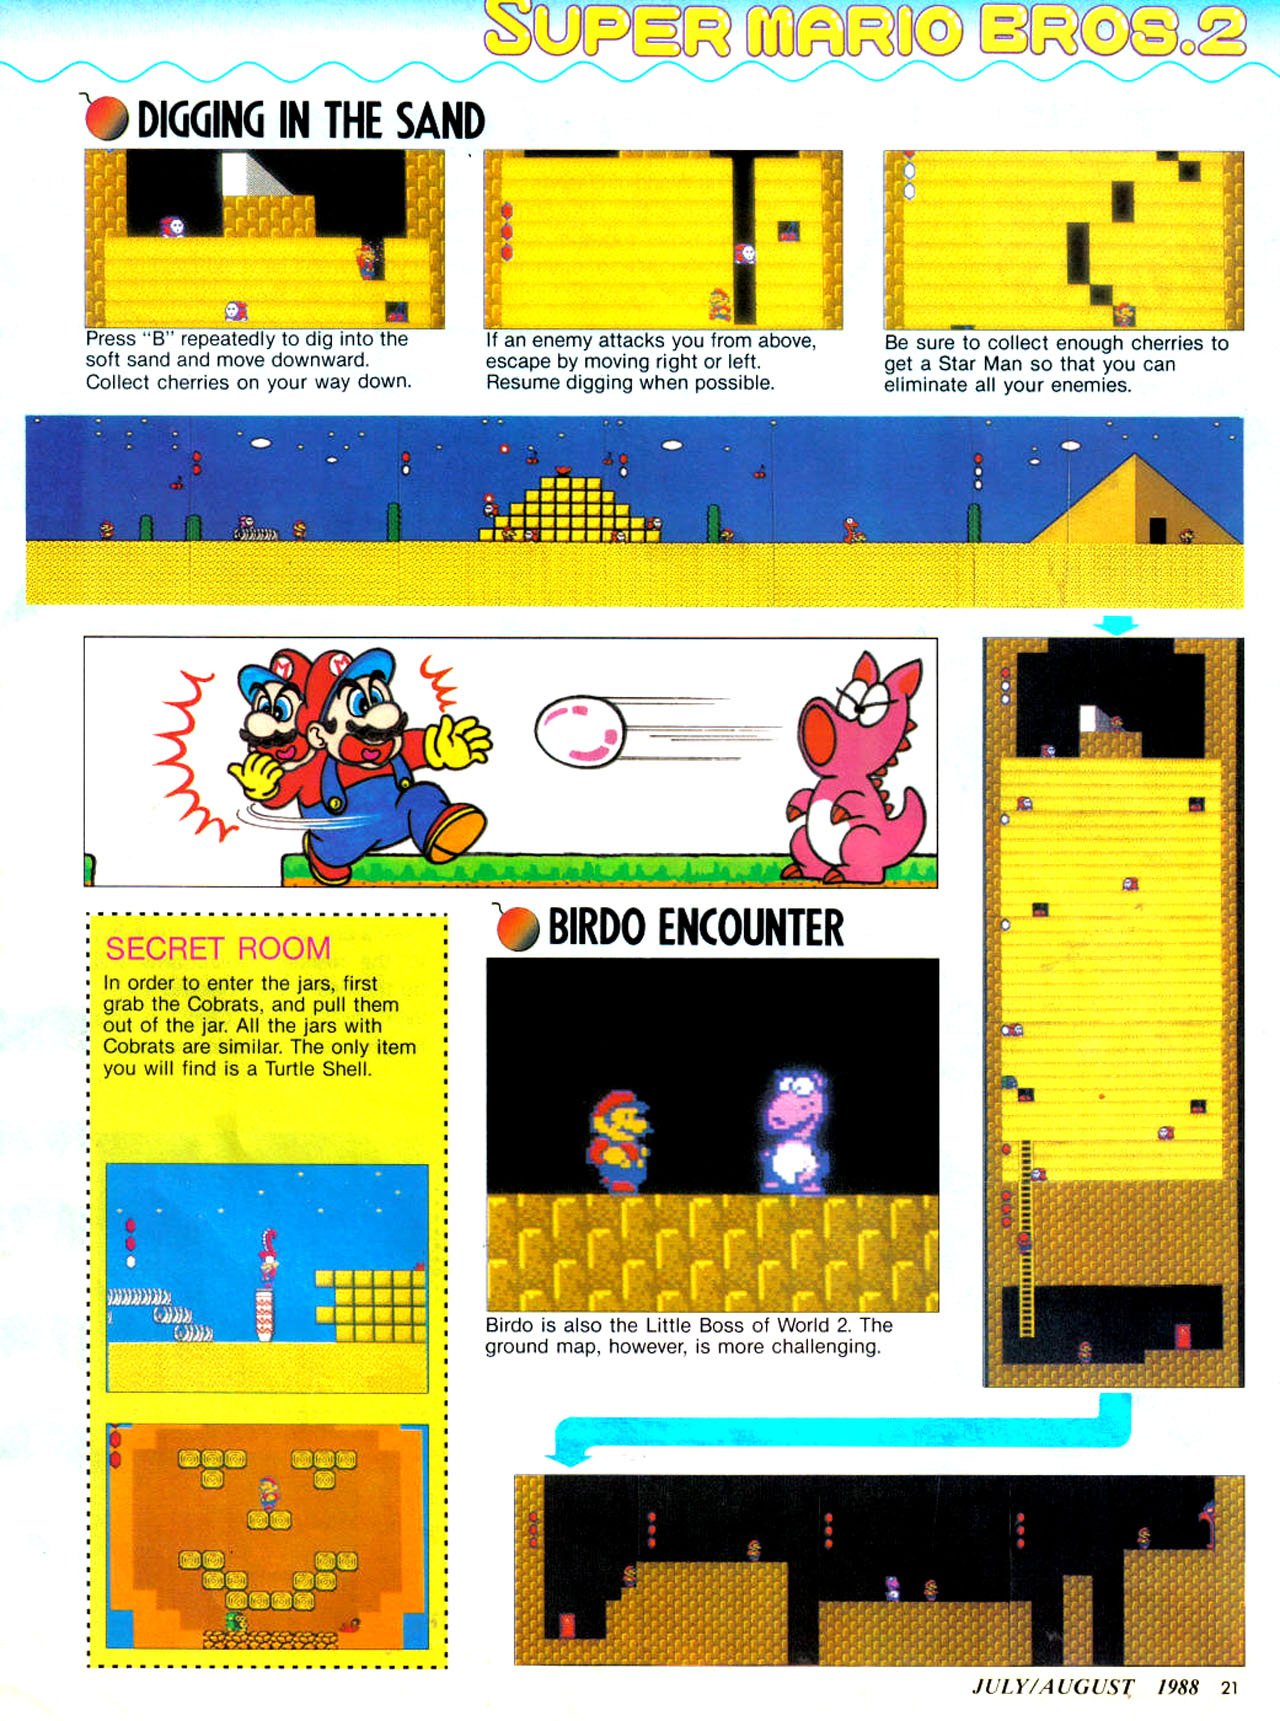 SUPER MARIO BROS.2
DIGGING IN THE SAND
Press "B" repeatedly to dig into the
soft sand and move downward.
Collect cherries on your way down.
If an enemy attacks you from above,
escape by moving right or left.
Resume digging when possible.
Be sure to collect enough cherries to
get a Star Man so that you can
eliminate all your enemies.
M
M
SECRET ROOM
In order to enter the jars, first
grab the Cobrats, and pull them
out of the jar. All the jars with
Cobrats are similar. The only item
you will find is a Turtle Shell.
BIRDO ENCOUNTER
Birdo is also the Little Boss of World 2. The
ground map, however, is more challenging.
JULY/AUGUST 1988 21